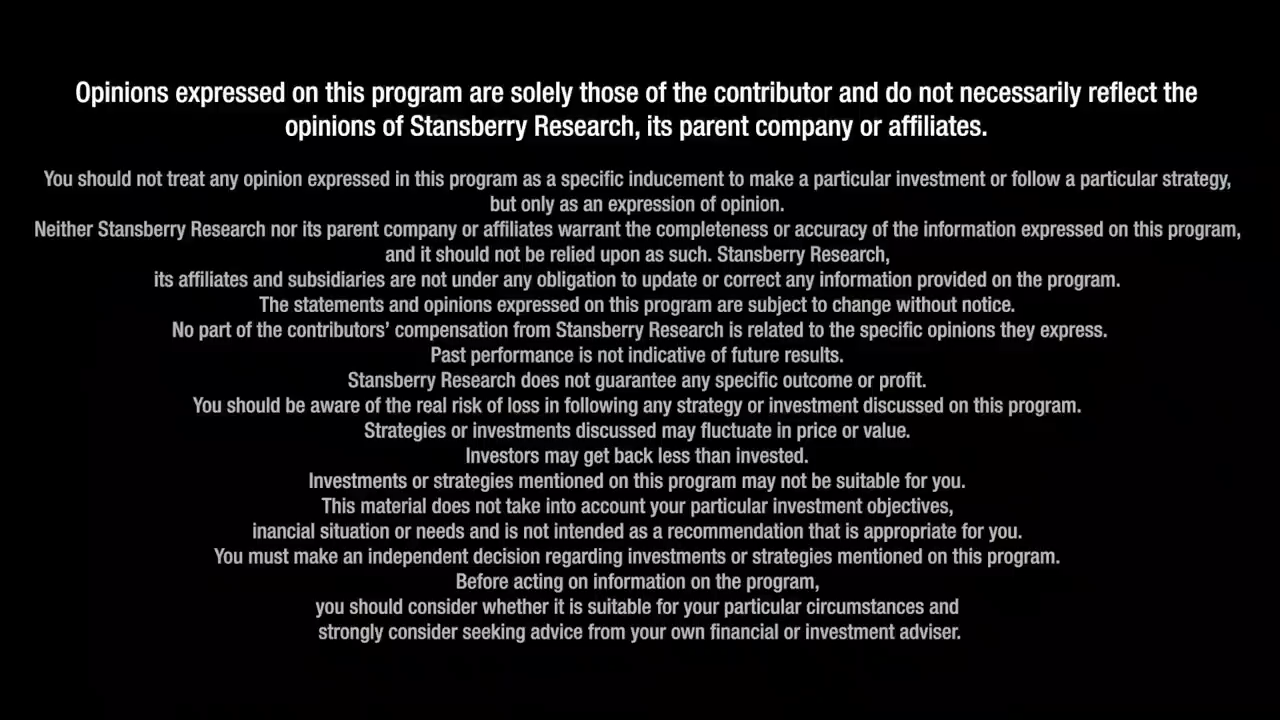 Opinions expressed on this program are solely those of the contributor and do not necessarily reflect the
opinions of Stansberry Research, its parent company or affiliates.
You should not treat any opinion expressed in this program as a specific inducement to make a particular investment or follow a particular strategy,
but only as an expression of opinion.
Neither Stansberry Research nor its parent company or affiliates warrant the completeness or accuracy of the information expressed on this program,
and it should not be relied upon as such. Stansberry Research,
its affiliates and subsidiaries are not under any obligation to update or correct any information provided on the program.
The statements and opinions expressed on this program are subject to change without notice.
No part of the contributors’ compensation from Stansberry Research is related to the specific opinions they express.
Past performance is not indicative of future results.
Stansberry Research does not guarantee any specific outcome or profit.
You should be aware of the real risk of loss in following any strategy or investment discussed on this program.
Strategies or investments discussed may fluctuate in price or value.
Investors may get back less than invested.
Investments or strategies mentioned on this program may not be suitable for you.
This material does not take into account your particular investment objectives,
inancial situation or needs and is not intended as a recommendation that is appropriate for you.
You must make an independent decision regarding investments or strategies mentioned on this program.
Before acting on information on the program,
you should consider whether it is suitable for your particular circumstances and
strongly consider seeking advice from your own financial or investment adviser.